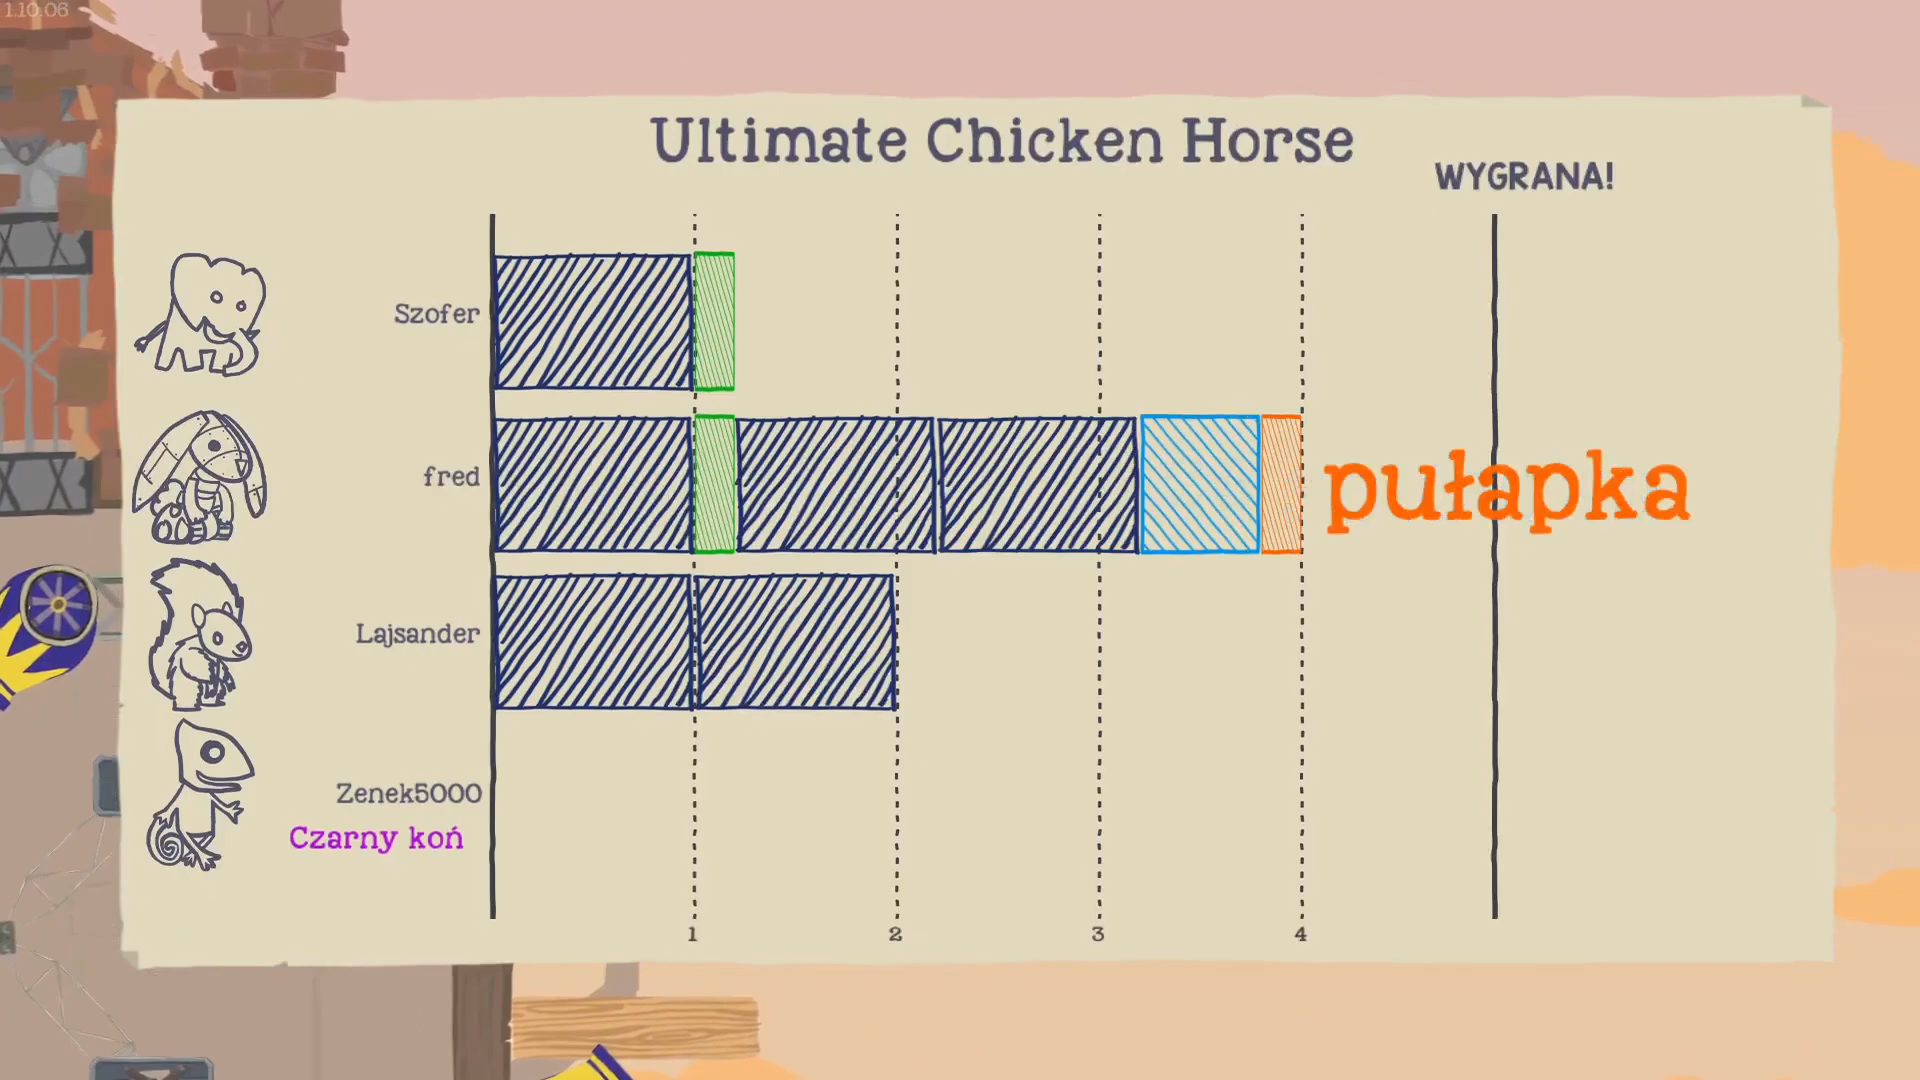 1.10.06
Ultimate Chicken Horse
WYGRANA!
Szofer
fred
pułapka
Lajsander
Zenek5000
Czarny koń
1 2 3 4